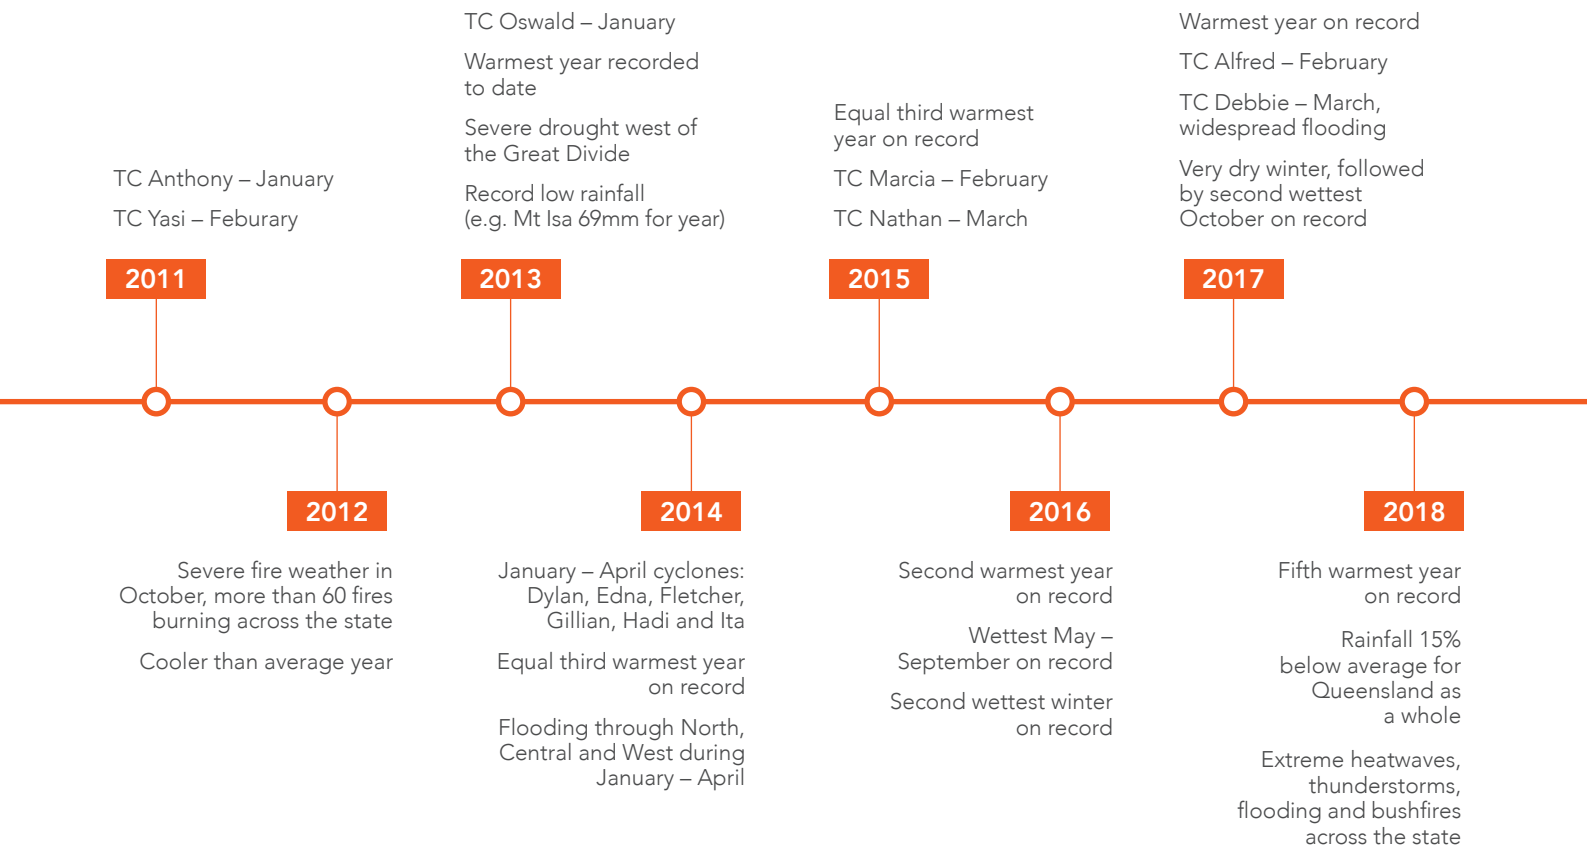 TC Anthony – January
TC Yasi – Feburary
2011
Severe fire weather in
October, more than 60 fires
burning across the state
Cooler than average year
2012
TC Oswald – January
Warmest year recorded
to date
Severe drought west of
the Great Divide
Record low rainfall
(e.g. Mt Isa 69mm for year)
2013
2014
January – April cyclones:
Dylan, Edna, Fletcher,
Gillian, Hadi and Ita
Equal third warmest year
on record
Flooding through North,
Central and West during
January – April
Equal third warmest
year on record
TC Marcia – February
TC Nathan – March
2015
2016
Second warmest year
on record
Wettest May –
September on record
Second wettest winter
on record
Warmest year on record
TC Alfred – February
TC Debbie – March,
widespread flooding
Very dry winter, followed
by second wettest
October on record
2017
2018
Fifth warmest year
on record
Rainfall 15%
below average for
Queensland as
a whole
Extreme heatwaves,
thunderstorms,
flooding and bushfires
across the state